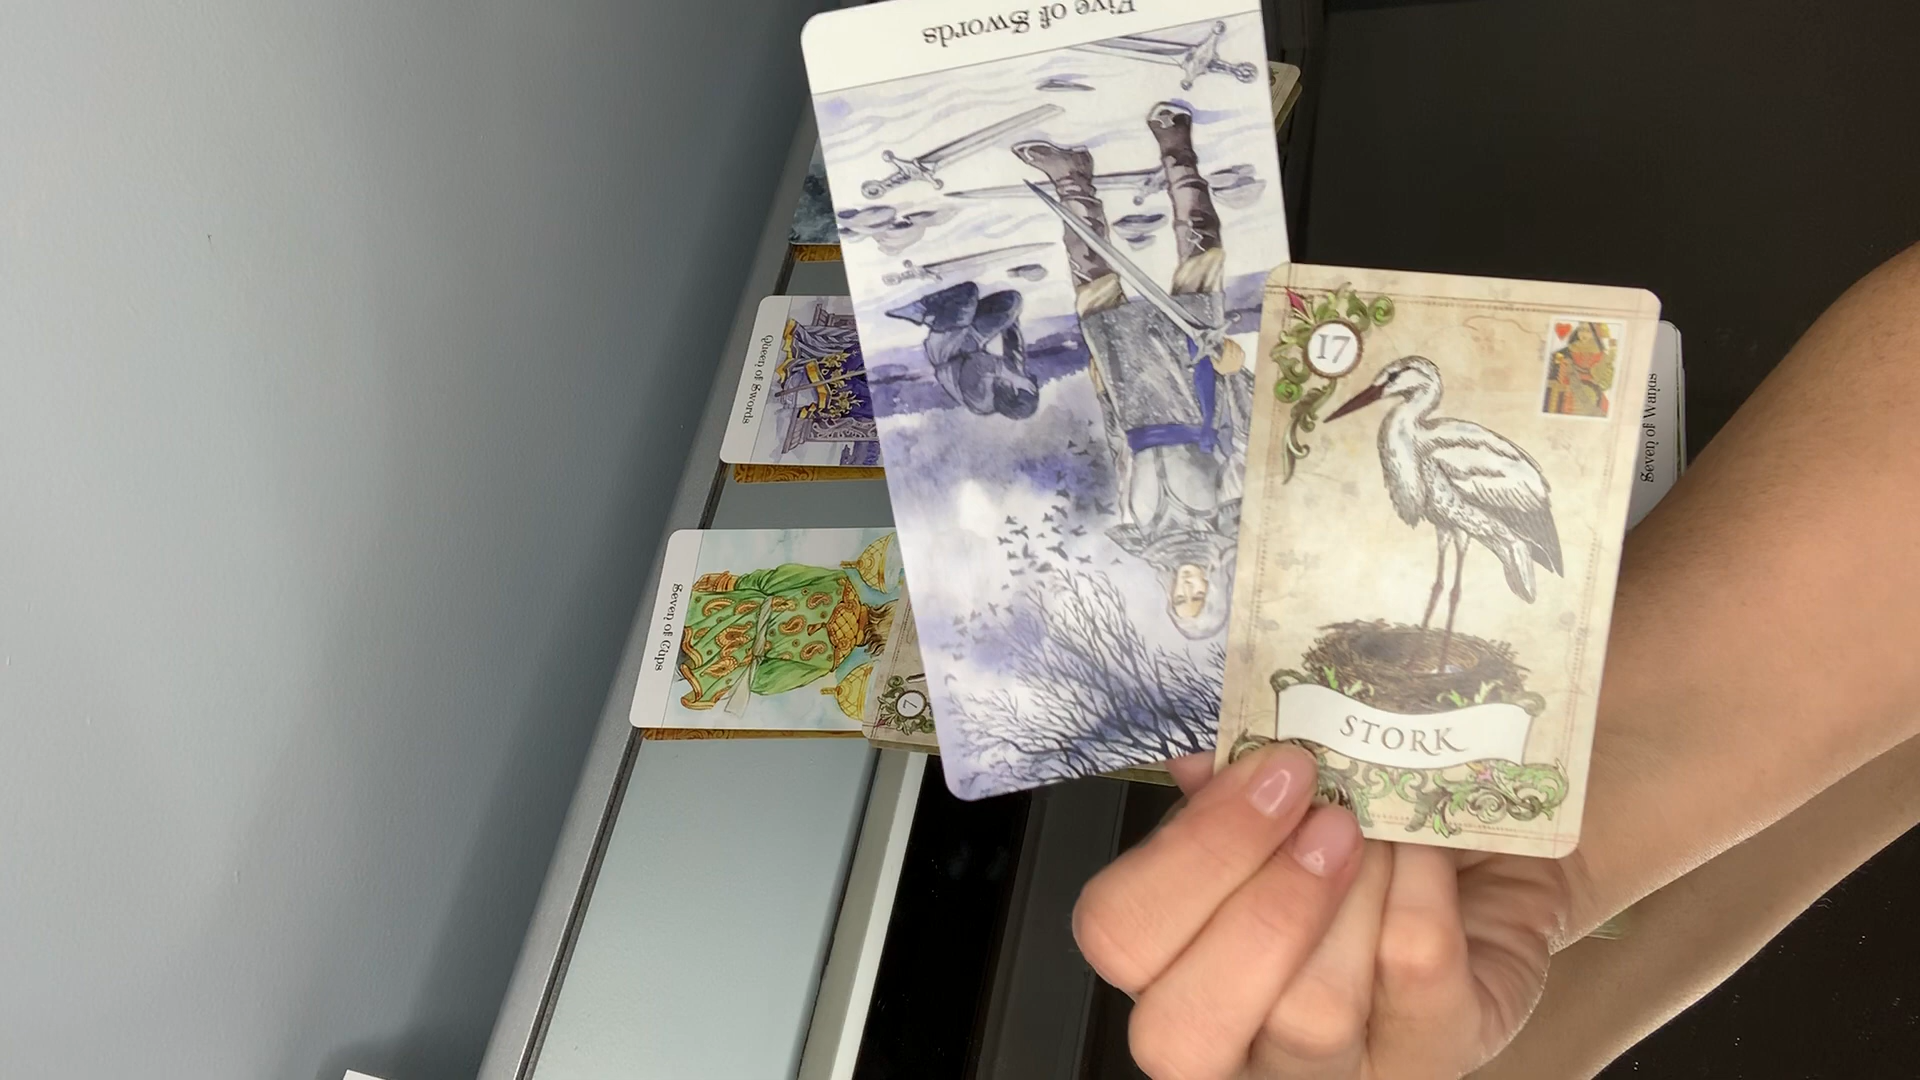 Five of Swords
17
STORK
Queen of Swords
Seven of Cups
7
Seven of Wands